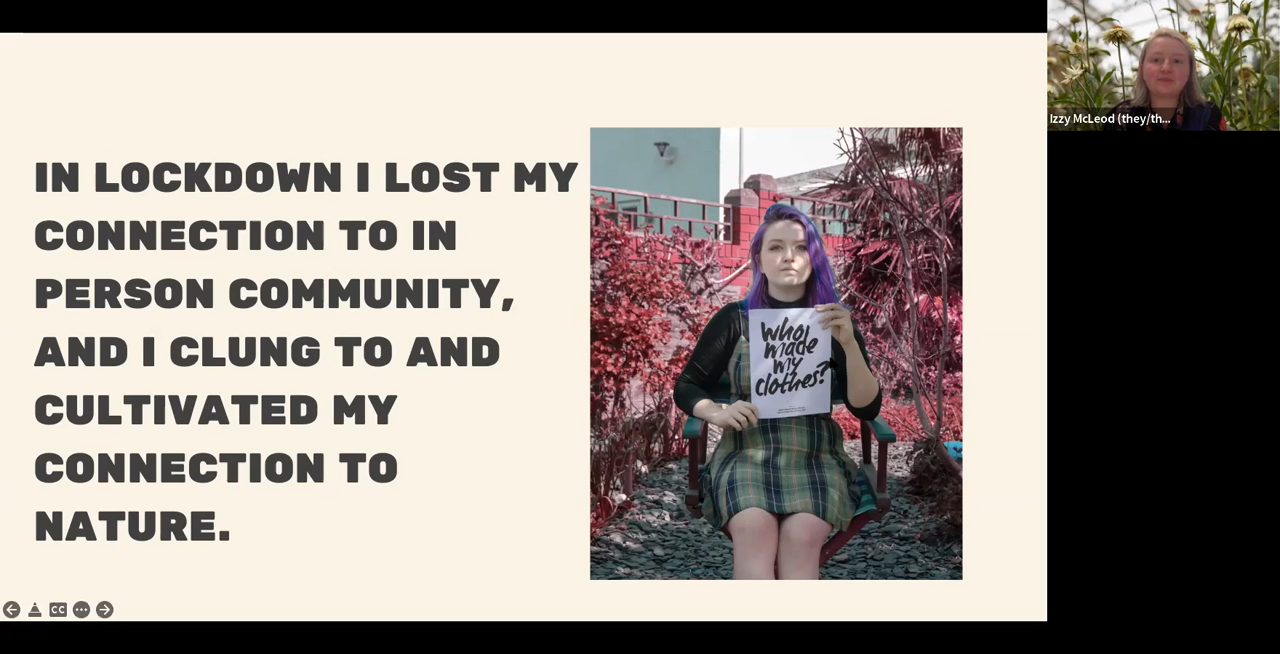 IN LOCKDOWN I LOST MY
CONNECTION TO IN
PERSON COMMUNITY,
AND I CLUNG TO AND
CULTIVATED MY
CONNECTION TO
NATURE.
who
made
my
clothes?
CC
Izzy McLeod (they/th...